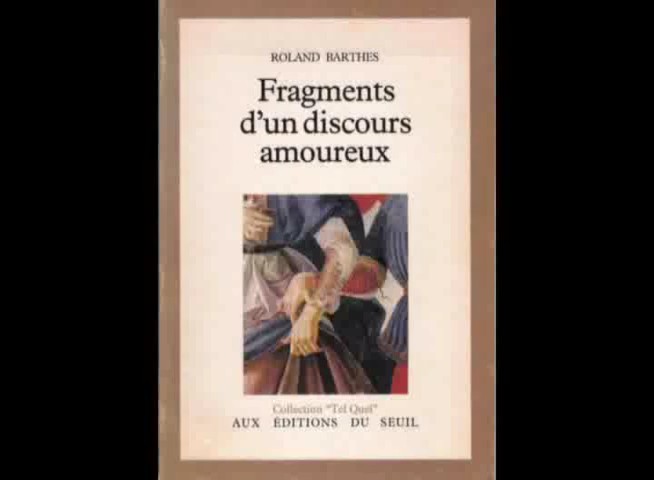 ROLAND BARTHES
Fragments
d'un discours
amoureux
Collection "Tel Quel"
AUX ÉDITIONS DU SEUIL